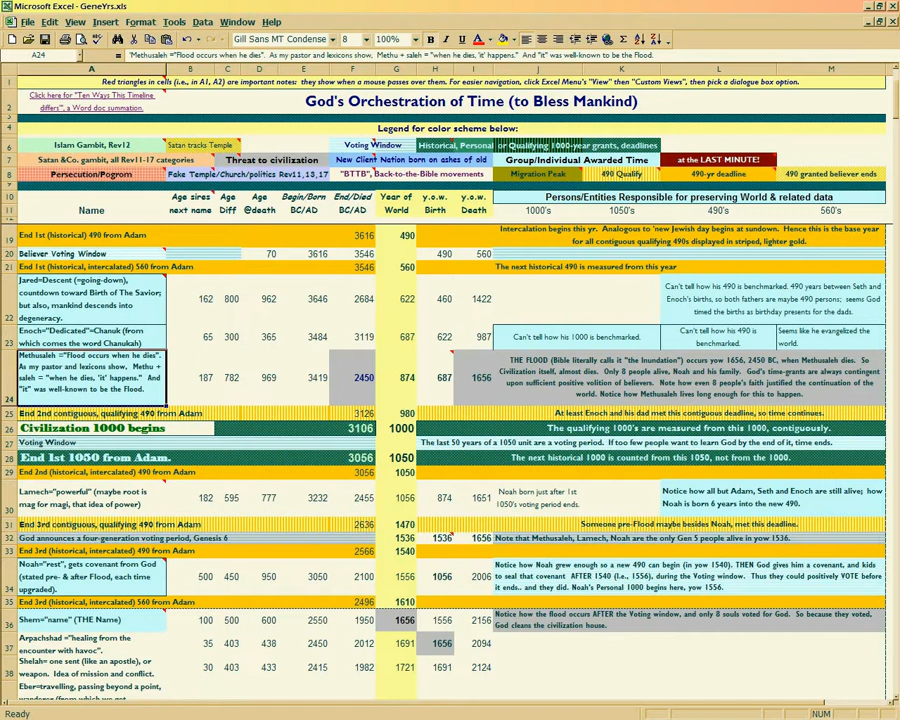 Microsoft Excel - GeneYrs.xls
File Edit View Insert Format Tools Data Window Help
Gill Sans MT Condense 8 100%
A24 = 'Methusaleh ="Flood occurs when he dies". As my pastor and lexicons show, Methu + saleh = "when he dies, 'it' happens." And "it" was well-known to be the Flood.
A B C D E F G H I J K L M
1 Red triangles in cells (i.e., in A1, A2) are important notes: they show when a mouse passes over them. For easier navigation, click Excel Menu's "View" then "Custom Views", then pick a dialogue box option.
Click here for "Ten Ways This Timeline
2 differs"', a Word doc summation. God's Orchestration of Time (to Bless Mankind)
4 Legend for color scheme below:
6 Islam Gambit, Rev12 Satan tracks Temple Voting Window Historical, Personal or Qualifying 1000-year grants, deadlines
7 Satan &Co. gambit, all Rev11-17 categories Threat to civilization New Client Nation born on ashes of old Group/Individual Awarded Time at the LAST MINUTE!
8 Persecution/Pogrom Fake Temple/Church/politics Rev11,13,17 "BTTB", Back-to-the-Bible movements Migration Peak 490 Qualify 490-yr deadline 490 granted believer ends
10 Age sires Age Age Begin/Born End/Died Year of y.o.w. y.o.w. Persons/Entities Responsible for preserving World & related data
11 Name next name Diff @death BC/AD BC/AD World Birth Death 1000's 1050's 490's 560's
19 End 1st (historical) 490 from Adam 3616 490 Intercalation begins this yr. Analogous to 'new Jewish day begins at sundown. Hence this is the base year
for all contiguous qualifying 490s displayed in striped, lighter gold.
20 Believer Voting Window 70 3616 3546 490 560
21 End 1st (historical, intercalated) 560 from Adam 3546 560 The next historical 490 is measured from this year
Jared=Descent (=going-down),
countdown toward Birth of The Savior;
but also, mankind descends into
22 degeneracy. 162 800 962 3646 2684 622 460 1422 Can't tell how his 490 is benchmarked. 490 years between Seth and
Enoch's births, so both fathers are maybe 490 persons; seems God
timed the births as birthday presents for the dads.
Enoch="Dedicated"=Chanuk (from
23 which comes the word Chanukah) 65 300 365 3484 3119 687 622 987 Can't tell how his 1000 is benchmarked. Can't tell how his 490 is
benchmarked. Seems like he evangelized the
world.
Methusaleh ="Flood occurs when he dies".
As my pastor and lexicons show, Methu +
saleh = "when he dies, 'it' happens." And
"it" was well-known to be the Flood.
24 187 782 969 3419 2450 874 687 1656 THE FLOOD (Bible literally calls it "the Inundation") occurs yow 1656, 2450 BC, when Methusaleh dies. So
Civilization itself, almost dies. Only 8 people alive, Noah and his family. God's time-grants are always contingent
upon sufficient positive volition of believers. Note how even 8 people's faith justified the continuation of the
world. Notice how Methusaleh lives long enough for this to happen.
25 End 2nd contiguous, qualifying 490 from Adam 3126 980 At least Enoch and his dad met this contiguous deadline, so time continues.
26 Civilization 1000 begins 3106 1000 The qualifying 1000's are measured from this 1000, contiguously.
27 Voting Window The last 50 years of a 1050 unit are a voting period. If too few people want to learn God by the end of it, time ends.
28 End 1st 1050 from Adam. 3056 1050 The next historical 1000 is counted from this 1050, not from the 1000.
29 End 2nd (historical, intercalated) 490 from Adam 3056 1050
Lamech="powerful" (maybe root is
30 mag for magi, that idea of power) 182 595 777 3232 2455 1056 874 1651 Noah born just after 1st
1050's voting period ends. Notice how all but Adam, Seth and Enoch are still alive; how
Noah is born 6 years into the new 490.
31 End 3rd contiguous, qualifying 490 from Adam 2636 1470 Someone pre-Flood maybe besides Noah, met this deadline.
32 God announces a four-generation voting period, Genesis 6 1536 1536 1656 Note that Methusaleh, Lamech, Noah are the only Gen 5 people alive in yow 1536.
33 End 3rd (historical) 490 from Adam 2566 1540
Noah="rest", gets covenant from God
(stated pre- & after Flood, each time
34 upgraded). 500 450 950 3050 2100 1556 1056 2006 Notice how Noah grew enough so a new 490 can begin (in yow 1540). THEN God gives him a covenant, and kids
to seal that covenant AFTER 1540 (I.e., 1556), during the Voting Window. Thus they could positively VOTE before
it ends.. and they did. Noah's Personal 1000 begins here, yow 1556.
35 End 3rd (historical, intercalated) 560 from Adam 2496 1610
36 Shem="name" (THE Name) 100 500 600 2550 1950 1656 1556 2156 Notice how the flood occurs AFTER the Voting window, and only 8 souls voted for God. So because they voted,
God cleans the civilization house.
Arpachshad ="healing from the
37 encounter with havoc". 35 403 438 2450 2012 1691 1656 2094
Shelah= one sent (like an apostle), or
38 weapon. Idea of mission and conflict. 30 403 433 2415 1982 1721 1691 2124
Eber=travelling, passing beyond a point,
Ready NUM